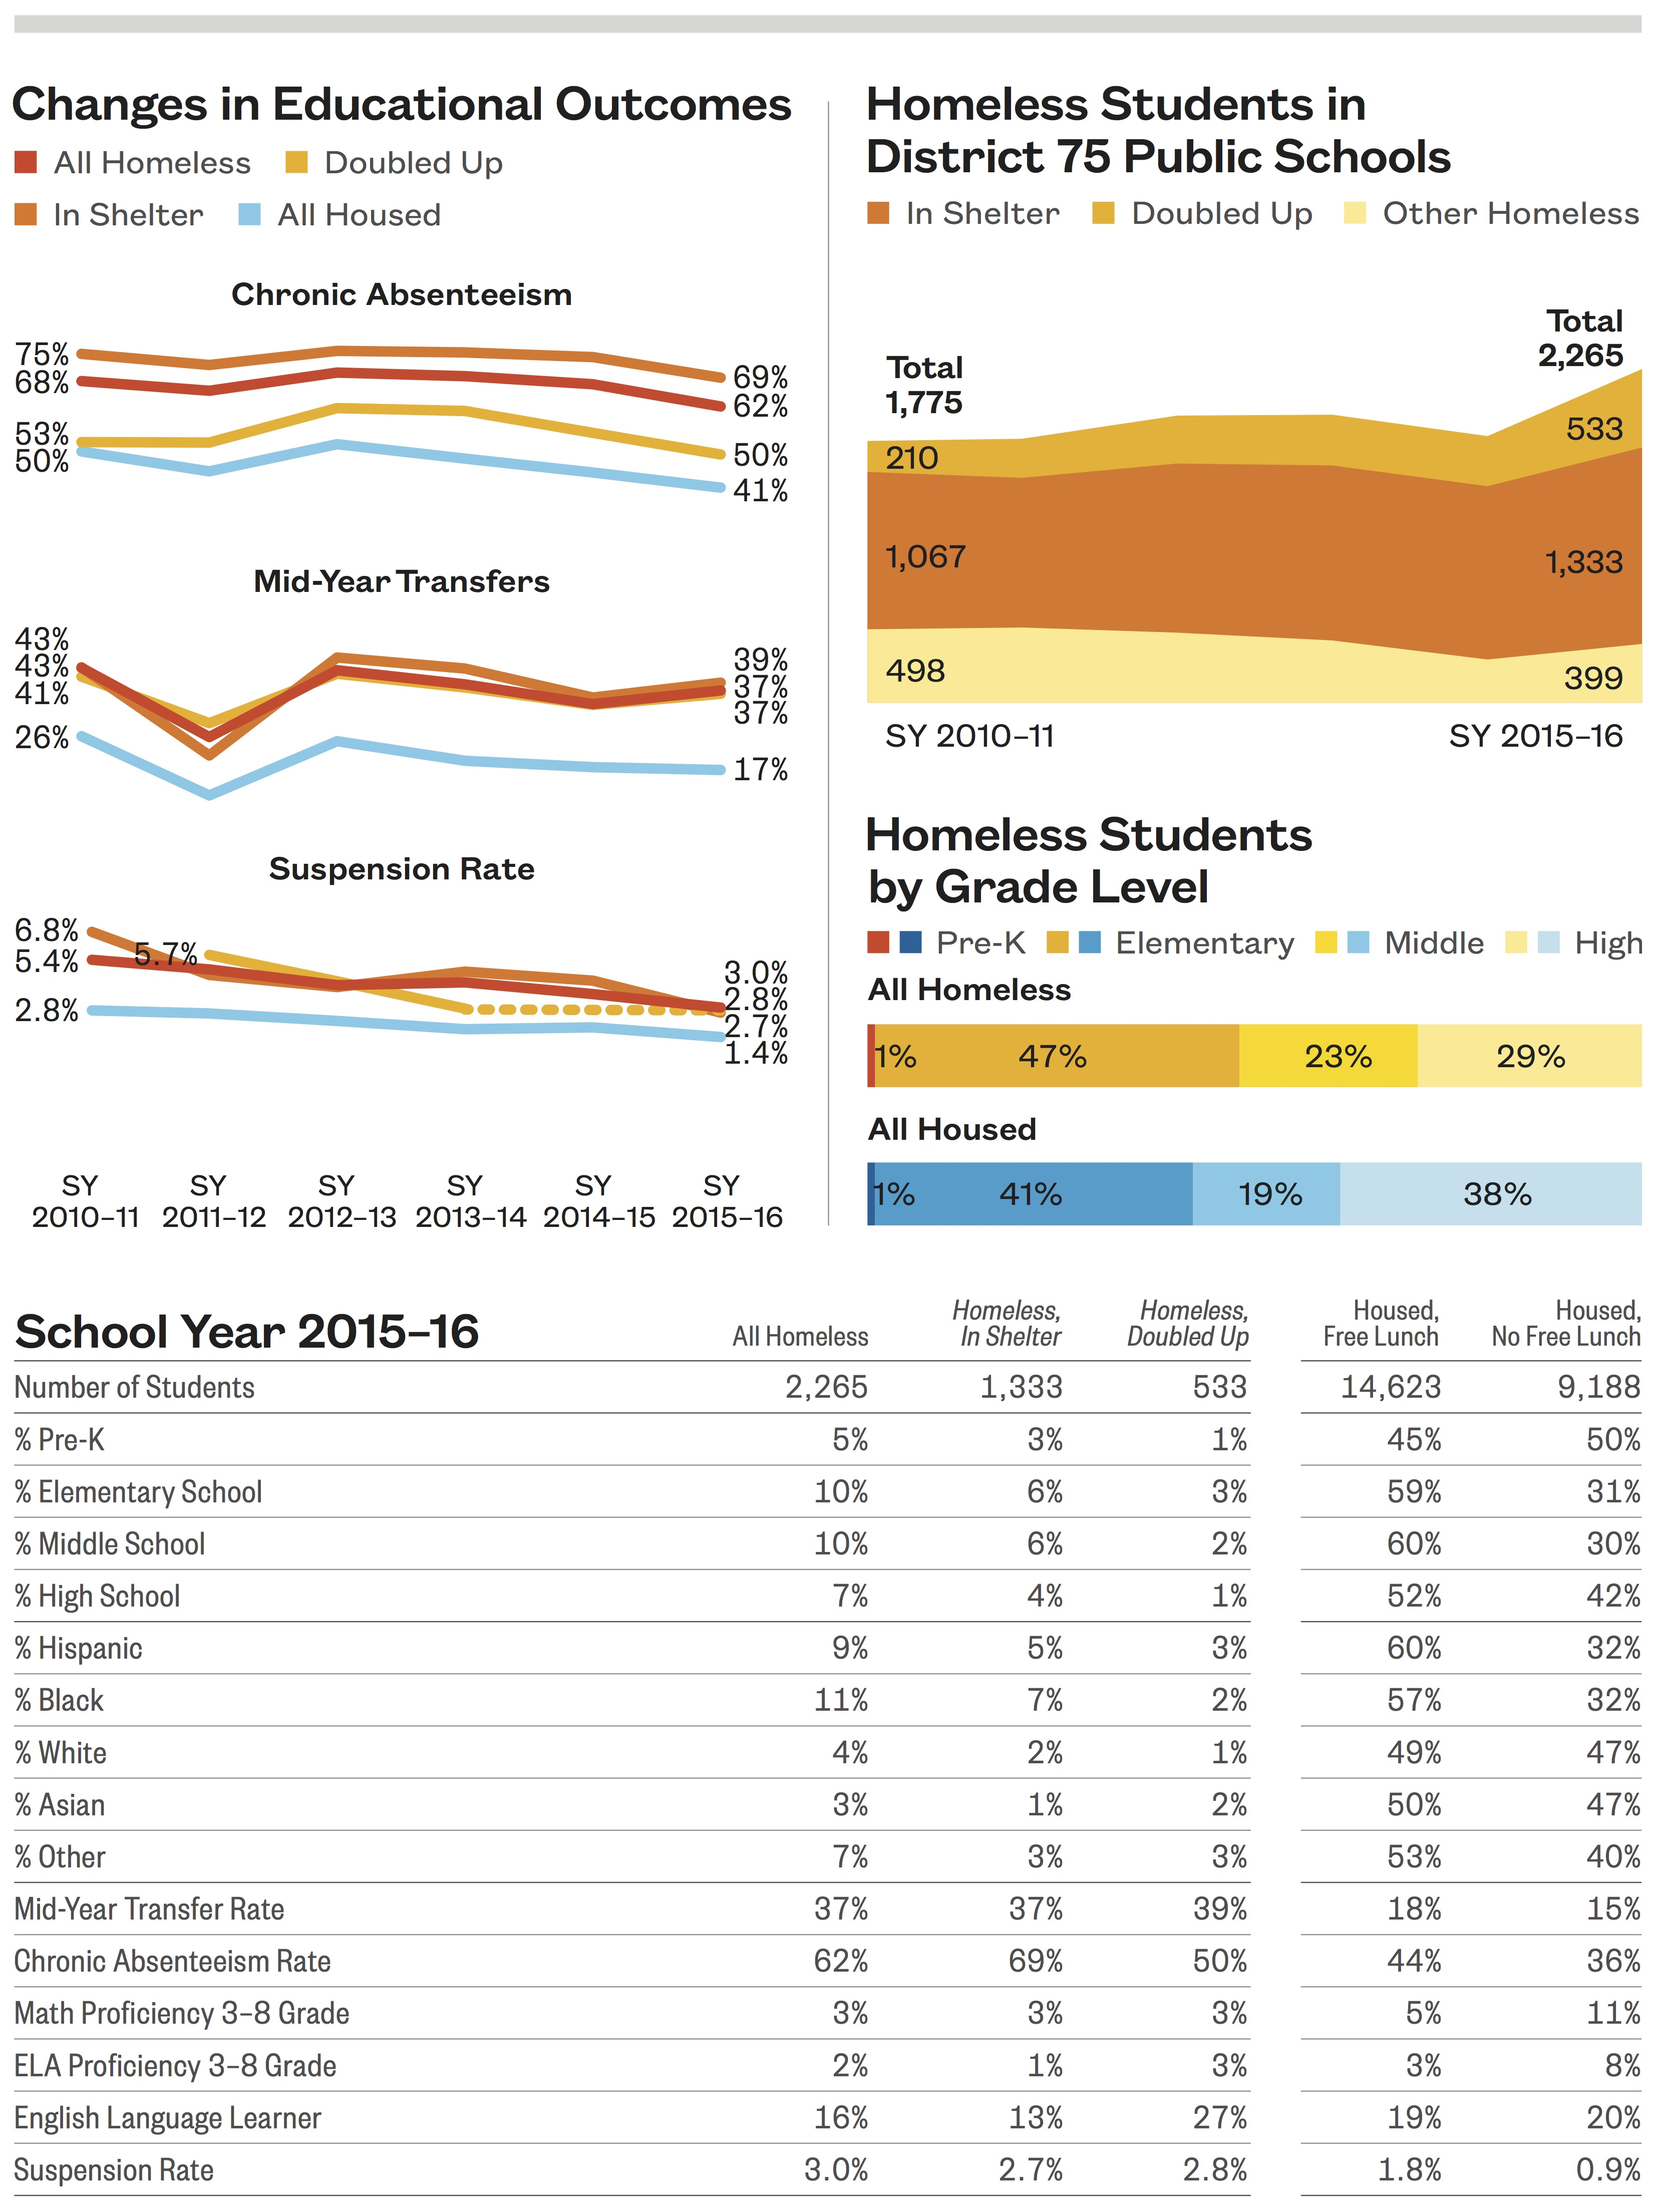 Changes in Educational Outcomes
All Homeless
Doubled Up
In Shelter
All Housed
Chronic Absenteeism
75%
68%
53%
50%
69%
62%
50%
41%
Mid-Year Transfers
43%
43%
41%
26%
39%
37%
37%
17%
Suspension Rate
6.8%
5.4%
5.7%
2.8%
3.0%
2.8%
2.7%
1.4%
SY SY SY SY SY SY
2010–11 2011–12 2012–13 2013–14 2014–15 2015–16
Homeless Students in
District 75 Public Schools
In Shelter Doubled Up Other Homeless
Total
1,775
Total
2,265
210
533
1,067
1,333
498
399
SY 2010–11 SY 2015–16
Homeless Students
by Grade Level
Pre-K Elementary Middle High
All Homeless
1% 47% 23% 29%
All Housed
1% 41% 19% 38%
School Year 2015–16
All Homeless
Homeless,
In Shelter
Homeless,
Doubled Up
Housed,
Free Lunch
Housed,
No Free Lunch
Number of Students 2,265 1,333 533 14,623 9,188
% Pre-K 5% 3% 1% 45% 50%
% Elementary School 10% 6% 3% 59% 31%
% Middle School 10% 6% 2% 60% 30%
% High School 7% 4% 1% 52% 42%
% Hispanic 9% 5% 3% 60% 32%
% Black 11% 7% 2% 57% 32%
% White 4% 2% 1% 49% 47%
% Asian 3% 1% 2% 50% 47%
% Other 7% 3% 3% 53% 40%
Mid-Year Transfer Rate 37% 37% 39% 18% 15%
Chronic Absenteeism Rate 62% 69% 50% 44% 36%
Math Proficiency 3–8 Grade 3% 3% 3% 5% 11%
ELA Proficiency 3–8 Grade 2% 1% 3% 3% 8%
English Language Learner 16% 13% 27% 19% 20%
Suspension Rate 3.0% 2.7% 2.8% 1.8% 0.9%